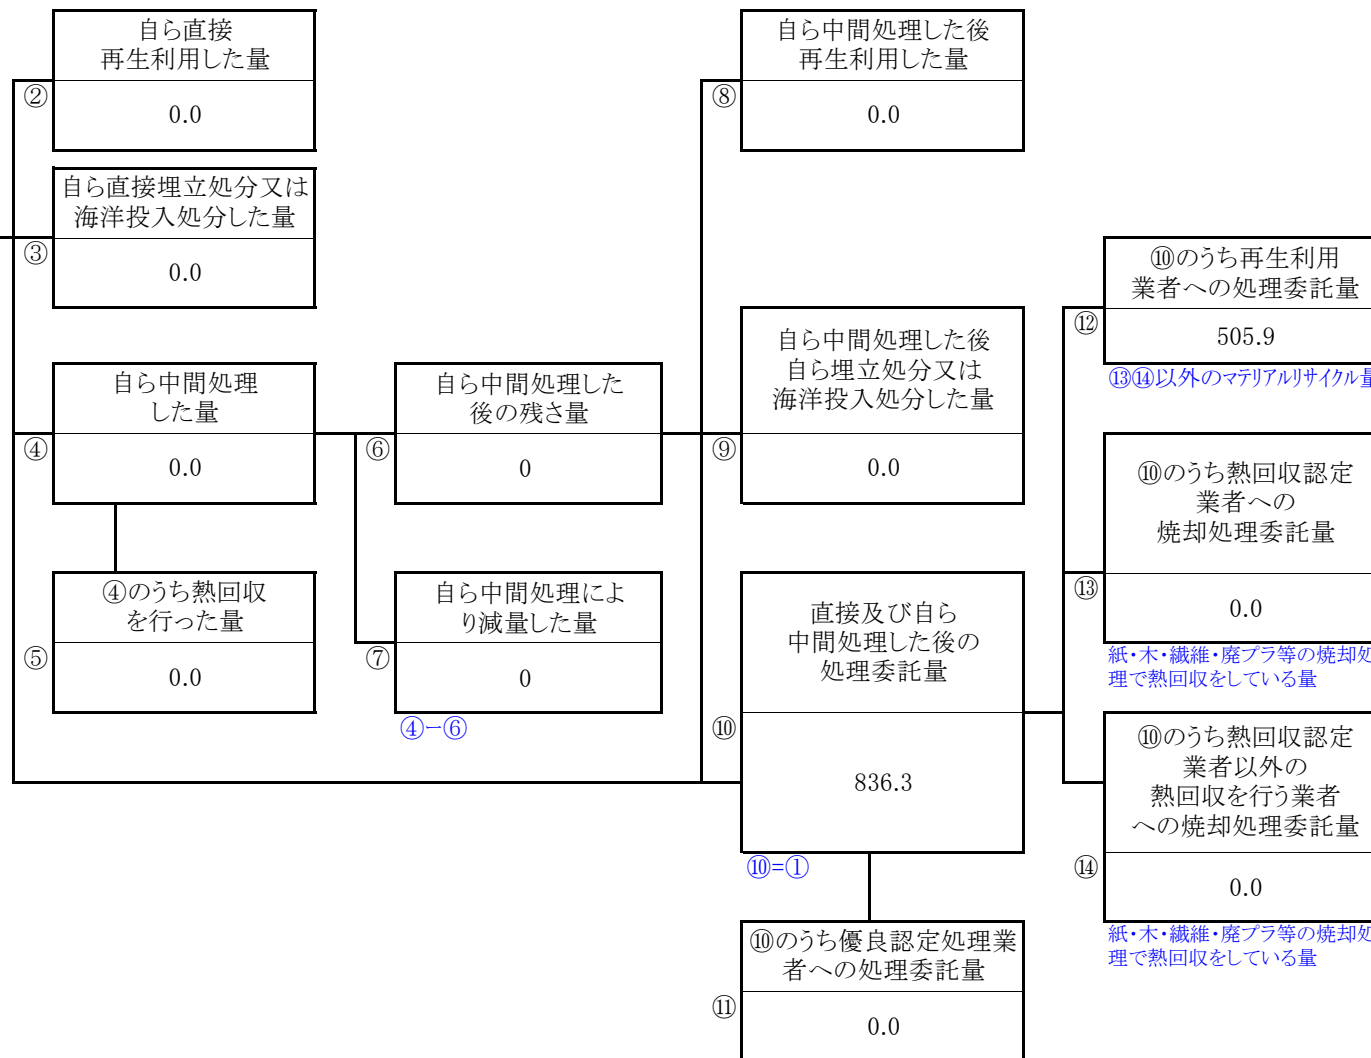 自ら直接
再生利用した量
②
0.0
自ら直接埋立処分又は
海洋投入処分した量
③
0.0
自ら中間処理
した量
④
0.0
④のうち熱回収
を行った量
⑤
0.0
自ら中間処理した
後の残さ量
⑥
0
自ら中間処理によ
り減量した量
⑦
0
④－⑥
自ら中間処理した後
再生利用した量
⑧
0.0
自ら中間処理した後
自ら埋立処分又は
海洋投入処分した量
⑨
0.0
直接及び自ら
中間処理した後の
処理委託量
⑩
836.3
⑩=①
⑩のうち優良認定処理業
者への処理委託量
⑪
0.0
⑩のうち再生利用
業者への処理委託量
⑫
505.9
⑬⑭以外のマテリアルリサイクル量
⑩のうち熱回収認定
業者への
焼却処理委託量
⑬
0.0
紙・木・繊維・廃プラ等の焼却処
理で熱回収をしている量
⑩のうち熱回収認定
業者以外の
熱回収を行う業者
への焼却処理委託量
⑭
0.0
紙・木・繊維・廃プラ等の焼却処
理で熱回収をしている量